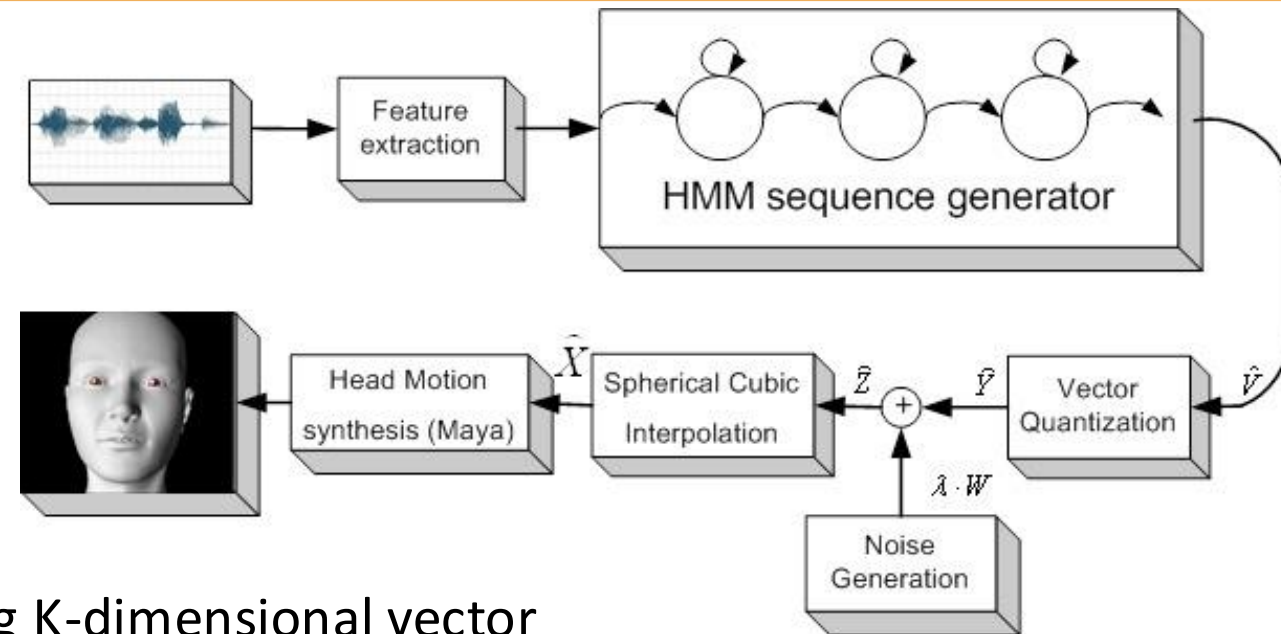 Feature
extraction
HMM sequence generator
Head Motion
synthesis (Maya)
X̂
Spherical Cubic
Interpolation
Ẑ
+
Ŷ
Vector
Quantization
V̂
λ · W
Noise
Generation
g K-dimensional vector